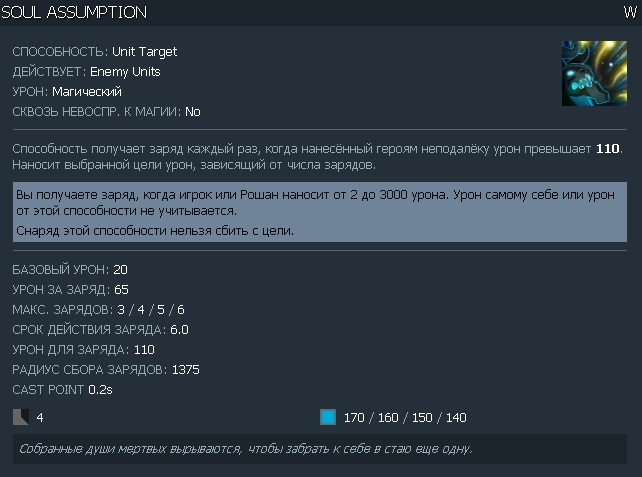 SOUL ASSUMPTION W
СПОСОБНОСТЬ: Unit Target
ДЕЙСТВУЕТ: Enemy Units
УРОН: Магический
СКВОЗЬ НЕВОСПР. К МАГИИ: No
Способность получает заряд каждый раз, когда нанесённый героям неподалёку урон превышает 110.
Наносит выбранной цели урон, зависящий от числа зарядов.
Вы получаете заряд, когда игрок или Рошан наносит от 2 до 3000 урона. Урон самому себе или урон
от этой способности не учитывается.
Снаряд этой способности нельзя сбить с цели.
БАЗОВЫЙ УРОН: 20
УРОН ЗА ЗАРЯД: 65
МАКС. ЗАРЯДОВ: 3 / 4 / 5 / 6
СРОК ДЕЙСТВИЯ ЗАРЯДА: 6.0
УРОН ДЛЯ ЗАРЯДА: 110
РАДИУС СБОРА ЗАРЯДОВ: 1375
CAST POINT 0.2s
4 170 / 160 / 150 / 140
Собранные души мертвых вырываются, чтобы забрать к себе в стаю еще одну.